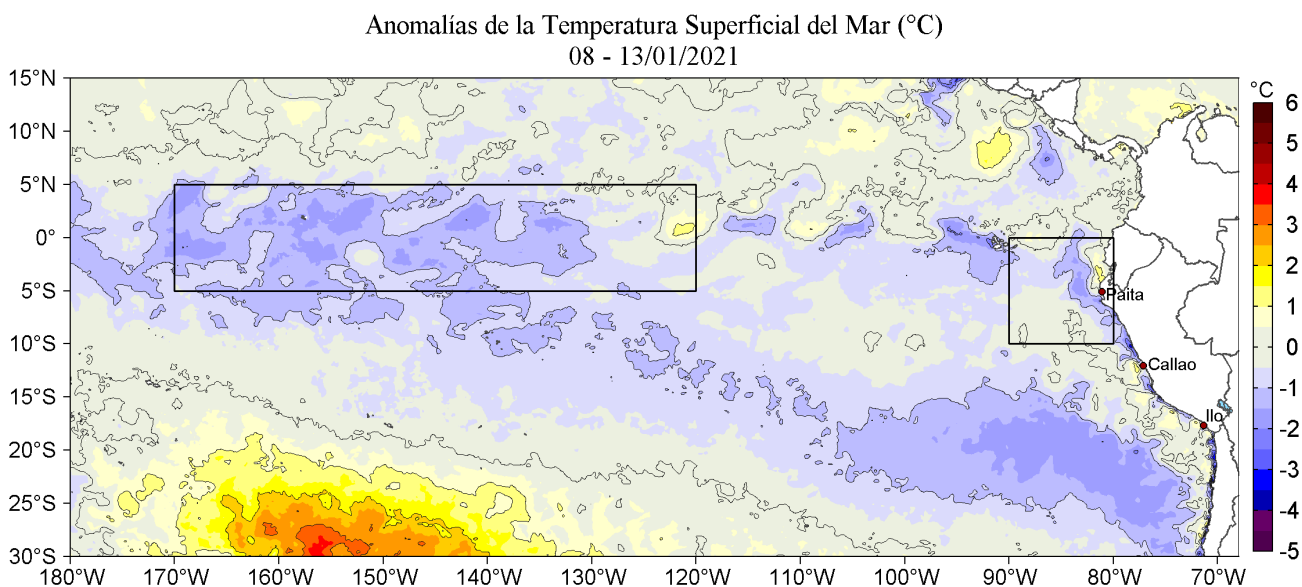 Anomalías de la Temperatura Superficial del Mar (°C)
08 - 13/01/2021
15°N
10°N
5°N
0°
5°S
10°S
15°S
20°S
25°S
30°S
180°W
170°W
160°W
150°W
140°W
130°W
120°W
110°W
100°W
90°W
80°W
70°W
Paita
Callao
Ilo
°C
6
5
4
3
2
1
0
-1
-2
-3
-4
-5